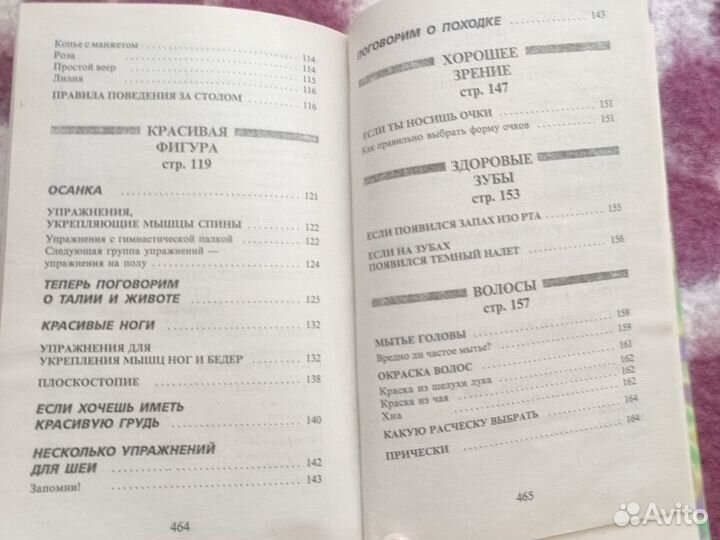 Копье с манжетом
Роза 114
Простой веер 114
Лилия 115
116
ПРАВИЛА ПОВЕДЕНИЯ ЗА СТОЛОМ 116
КРАСИВАЯ
ФИГУРА
стр. 119
ОСАНКА 121
УПРАЖНЕНИЯ,
УКРЕПЛЯЮЩИЕ МЫШЦЫ СПИНЫ 122
Упражнения с гимнастической палкой 122
Следующая группа упражнений —
упражнения на полу 124
ТЕПЕРЬ ПОГОВОРИМ
О ТАЛИИ И ЖИВОТЕ 125
КРАСИВЫЕ НОГИ 132
УПРАЖНЕНИЯ ДЛЯ
УКРЕПЛЕНИЯ МЫШЦ НОГ И БЕДЕР 132
ПЛОСКОСТОПИЕ 138
ЕСЛИ ХОЧЕШЬ ИМЕТЬ
КРАСИВУЮ ГРУДЬ 140
НЕСКОЛЬКО УПРАЖНЕНИЙ
ДЛЯ ШЕИ 142
Запомни! 143
464
ПОГОВОРИМ О ПОХОДКЕ 143
ХОРОШЕЕ
ЗРЕНИЕ
стр. 147
ЕСЛИ ТЫ НОСИШЬ ОЧКИ 151
Как правильно выбрать форму очков 151
ЗДОРОВЫЕ
ЗУБЫ
стр. 153
ЕСЛИ ПОЯВИЛСЯ ЗАПАХ ИЗО РТА 155
ЕСЛИ НА ЗУБАХ
ПОЯВИЛСЯ ТЕМНЫЙ НАЛЕТ 156
ВОЛОСЫ
стр. 157
МЫТЬЕ ГОЛОВЫ 158
Вредно ли частое мытье? 159
ОКРАСКА ВОЛОС 161
Краска из шелухи лука 162
Краска из чая 162
Хна 162
КАКУЮ РАСЧЕСКУ ВЫБРАТЬ 164
ПРИЧЕСКИ 164
465
Avito